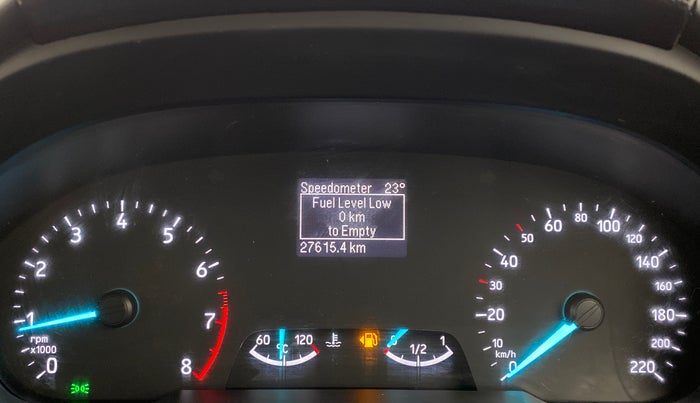 Speedometer 23°
Fuel Level Low
0 km
to Empty
27615.4 km
0
1
2
3
4
5
6
7
8
rpm
x1000
60 °C 120
0 1/2 1
0
10
20
30
40
50
60
80
100
120
140
160
180
200
220
km/h